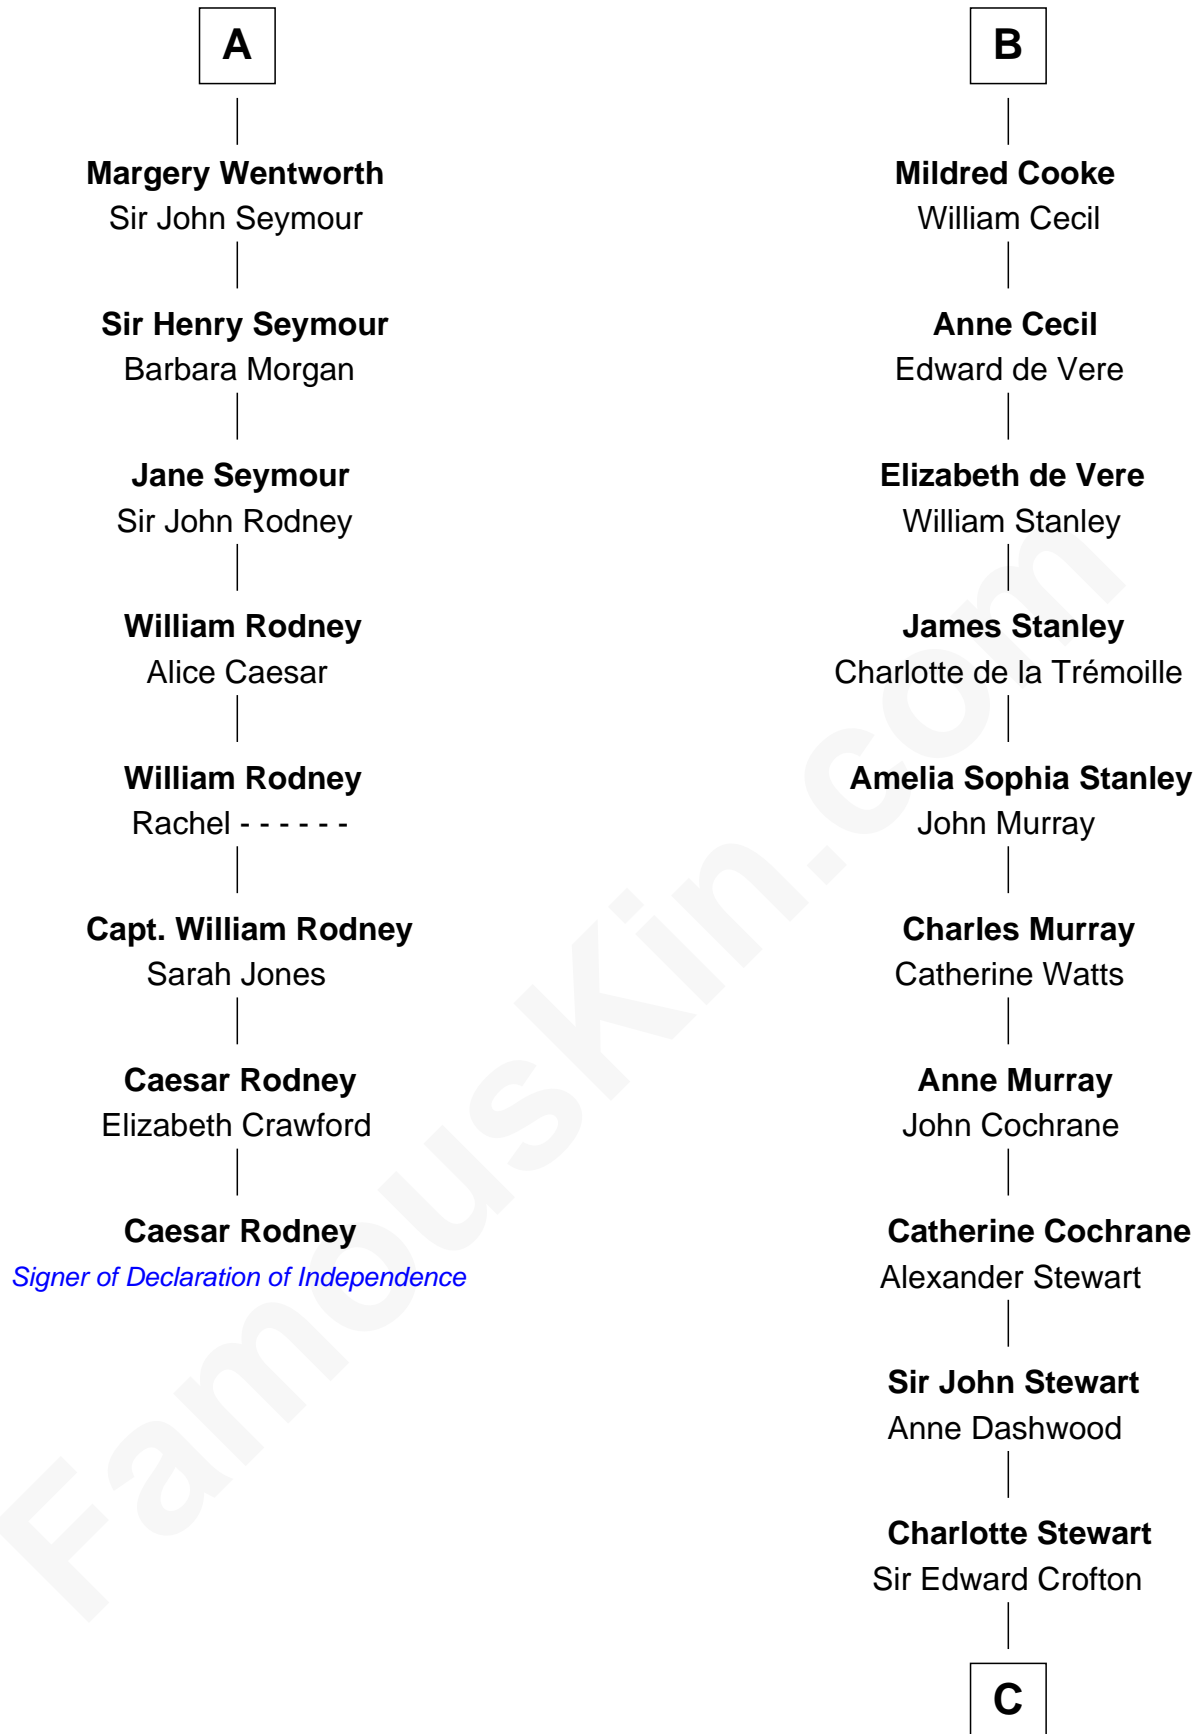 A
Margery Wentworth
Sir John Seymour
Sir Henry Seymour
Barbara Morgan
Jane Seymour
Sir John Rodney
William Rodney
Alice Caesar
William Rodney
Rachel - - - - - -
Capt. William Rodney
Sarah Jones
Caesar Rodney
Elizabeth Crawford
Caesar Rodney
Signer of Declaration of Independence
B
Mildred Cooke
William Cecil
Anne Cecil
Edward de Vere
Elizabeth de Vere
William Stanley
James Stanley
Charlotte de la Trémoille
Amelia Sophia Stanley
John Murray
Charles Murray
Catherine Watts
Anne Murray
John Cochrane
Catherine Cochrane
Alexander Stewart
Sir John Stewart
Anne Dashwood
Charlotte Stewart
Sir Edward Crofton
C
FamousKin.com